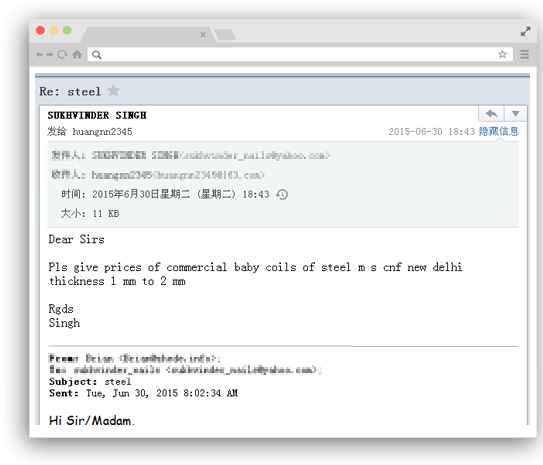 Re: steel
SUKHVINDER SINGH
发给 huangnn2345
2015-06-30 18:43 隐藏信息
发件人: SUKHVINDER SINGH<sukhvinder_nails@yahoo.com>
收件人: huangnn2345
时间: 2015年6月30日星期二 (星期二) 18:43
大小: 11 KB
Dear Sirs
Pls give prices of commercial baby coils of steel m s cnf new delhi
thickness 1 mm to 2 mm
Rgds
Singh
From: Brian
To: sukhvinder_nails <sukhvinder_nails@yahoo.com>;
Subject: steel
Sent: Tue, Jun 30, 2015 8:02:34 AM
Hi Sir/Madam,